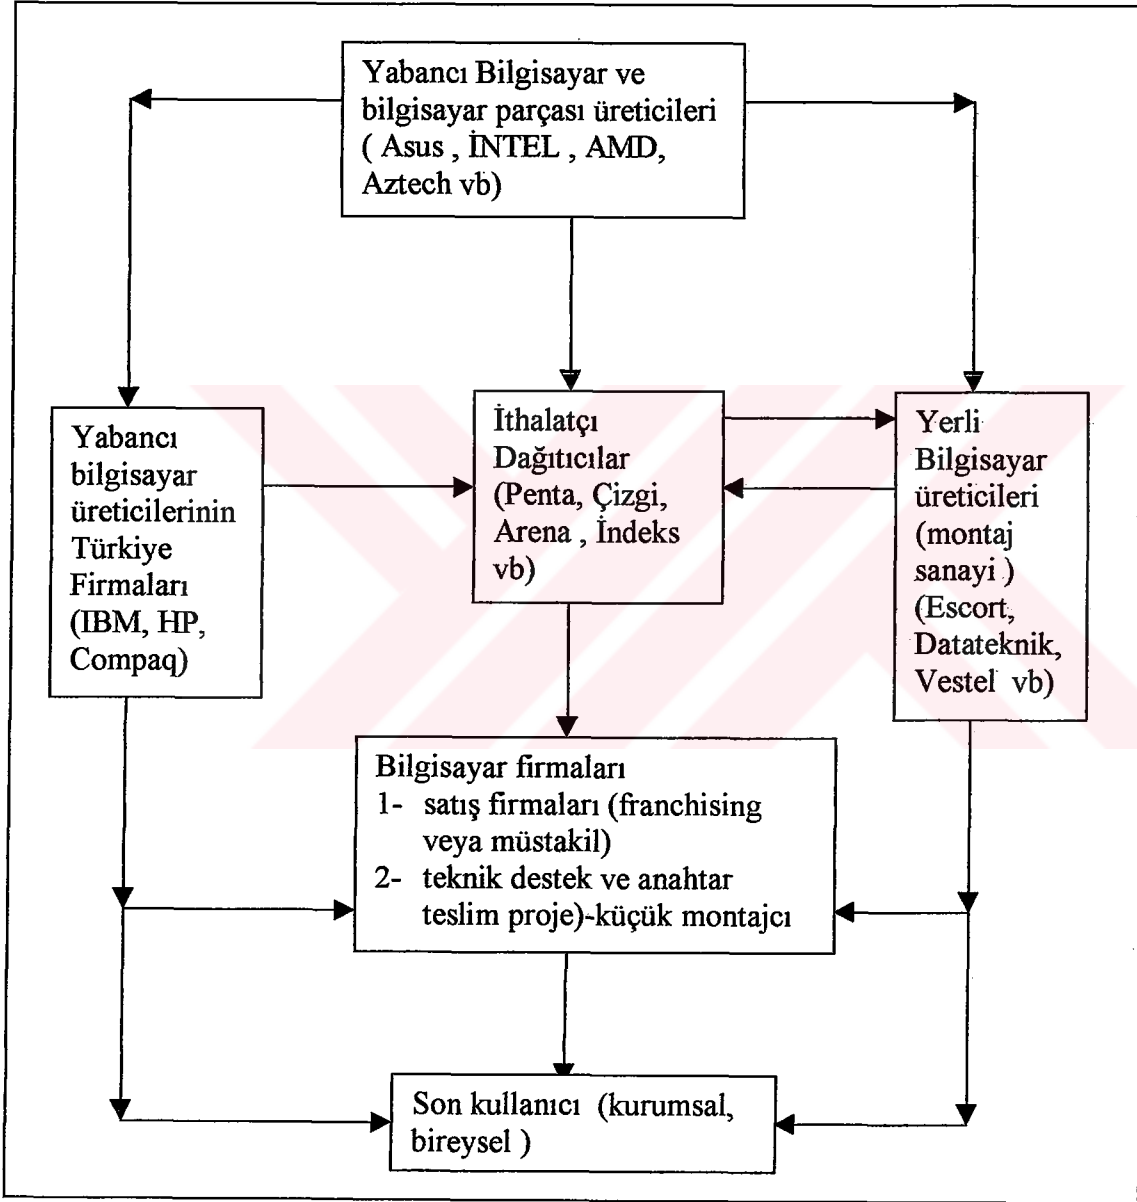 Yabancı Bilgisayar ve
bilgisayar parçası üreticileri
( Asus , İNTEL , AMD,
Aztech vb)
Yabancı
bilgisayar
üreticilerinin
Türkiye
Firmaları
(IBM, HP,
Compaq)
İthalatçı
Dağıtıcılar
(Penta, Çizgi,
Arena , İndeks
vb)
Yerli
Bilgisayar
üreticileri
(montaj
sanayi )
(Escort,
Datateknik,
Vestel vb)
Bilgisayar firmaları
1- satış firmaları (franchising
veya müstakil)
2- teknik destek ve anahtar
teslim proje)-küçük montajcı
Son kullanıcı (kurumsal,
bireysel )